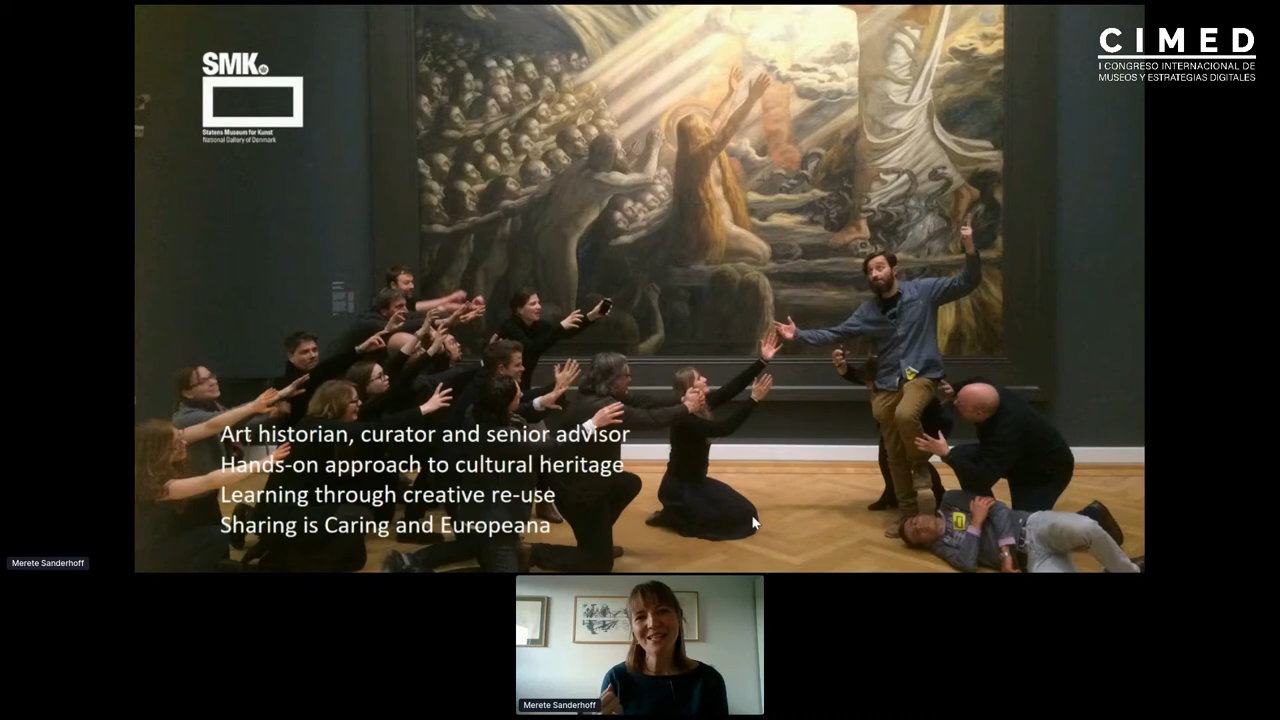 SMK
Statens Museum for Kunst
National Gallery of Denmark
CIMED
I CONGRESO INTERNACIONAL DE
MUSEOS Y ESTRATEGIAS DIGITALES
Art historian, curator and senior advisor
Hands-on approach to cultural heritage
Learning through creative re-use
Sharing is Caring and Europeana
Merete Sanderhoff
Merete Sanderhoff